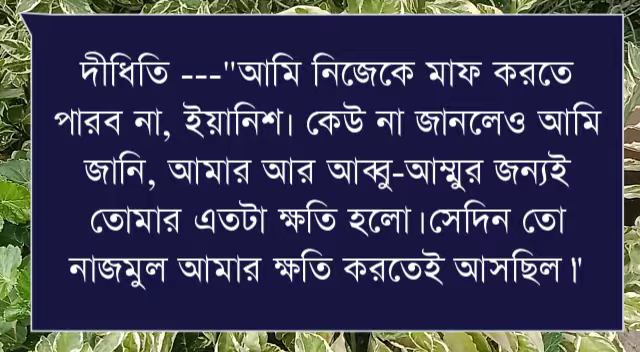 দীধিতি ---"আমি নিজেকে মাফ করতে
পারব না, ইয়ানিশ। কেউ না জানলেও আমি
জানি, আমার আর আব্বু-আম্মুর জন্যই
তোমার এতটা ক্ষতি হলো।সেদিন তো
নাজমুল আমার ক্ষতি করতেই আসছিল।"